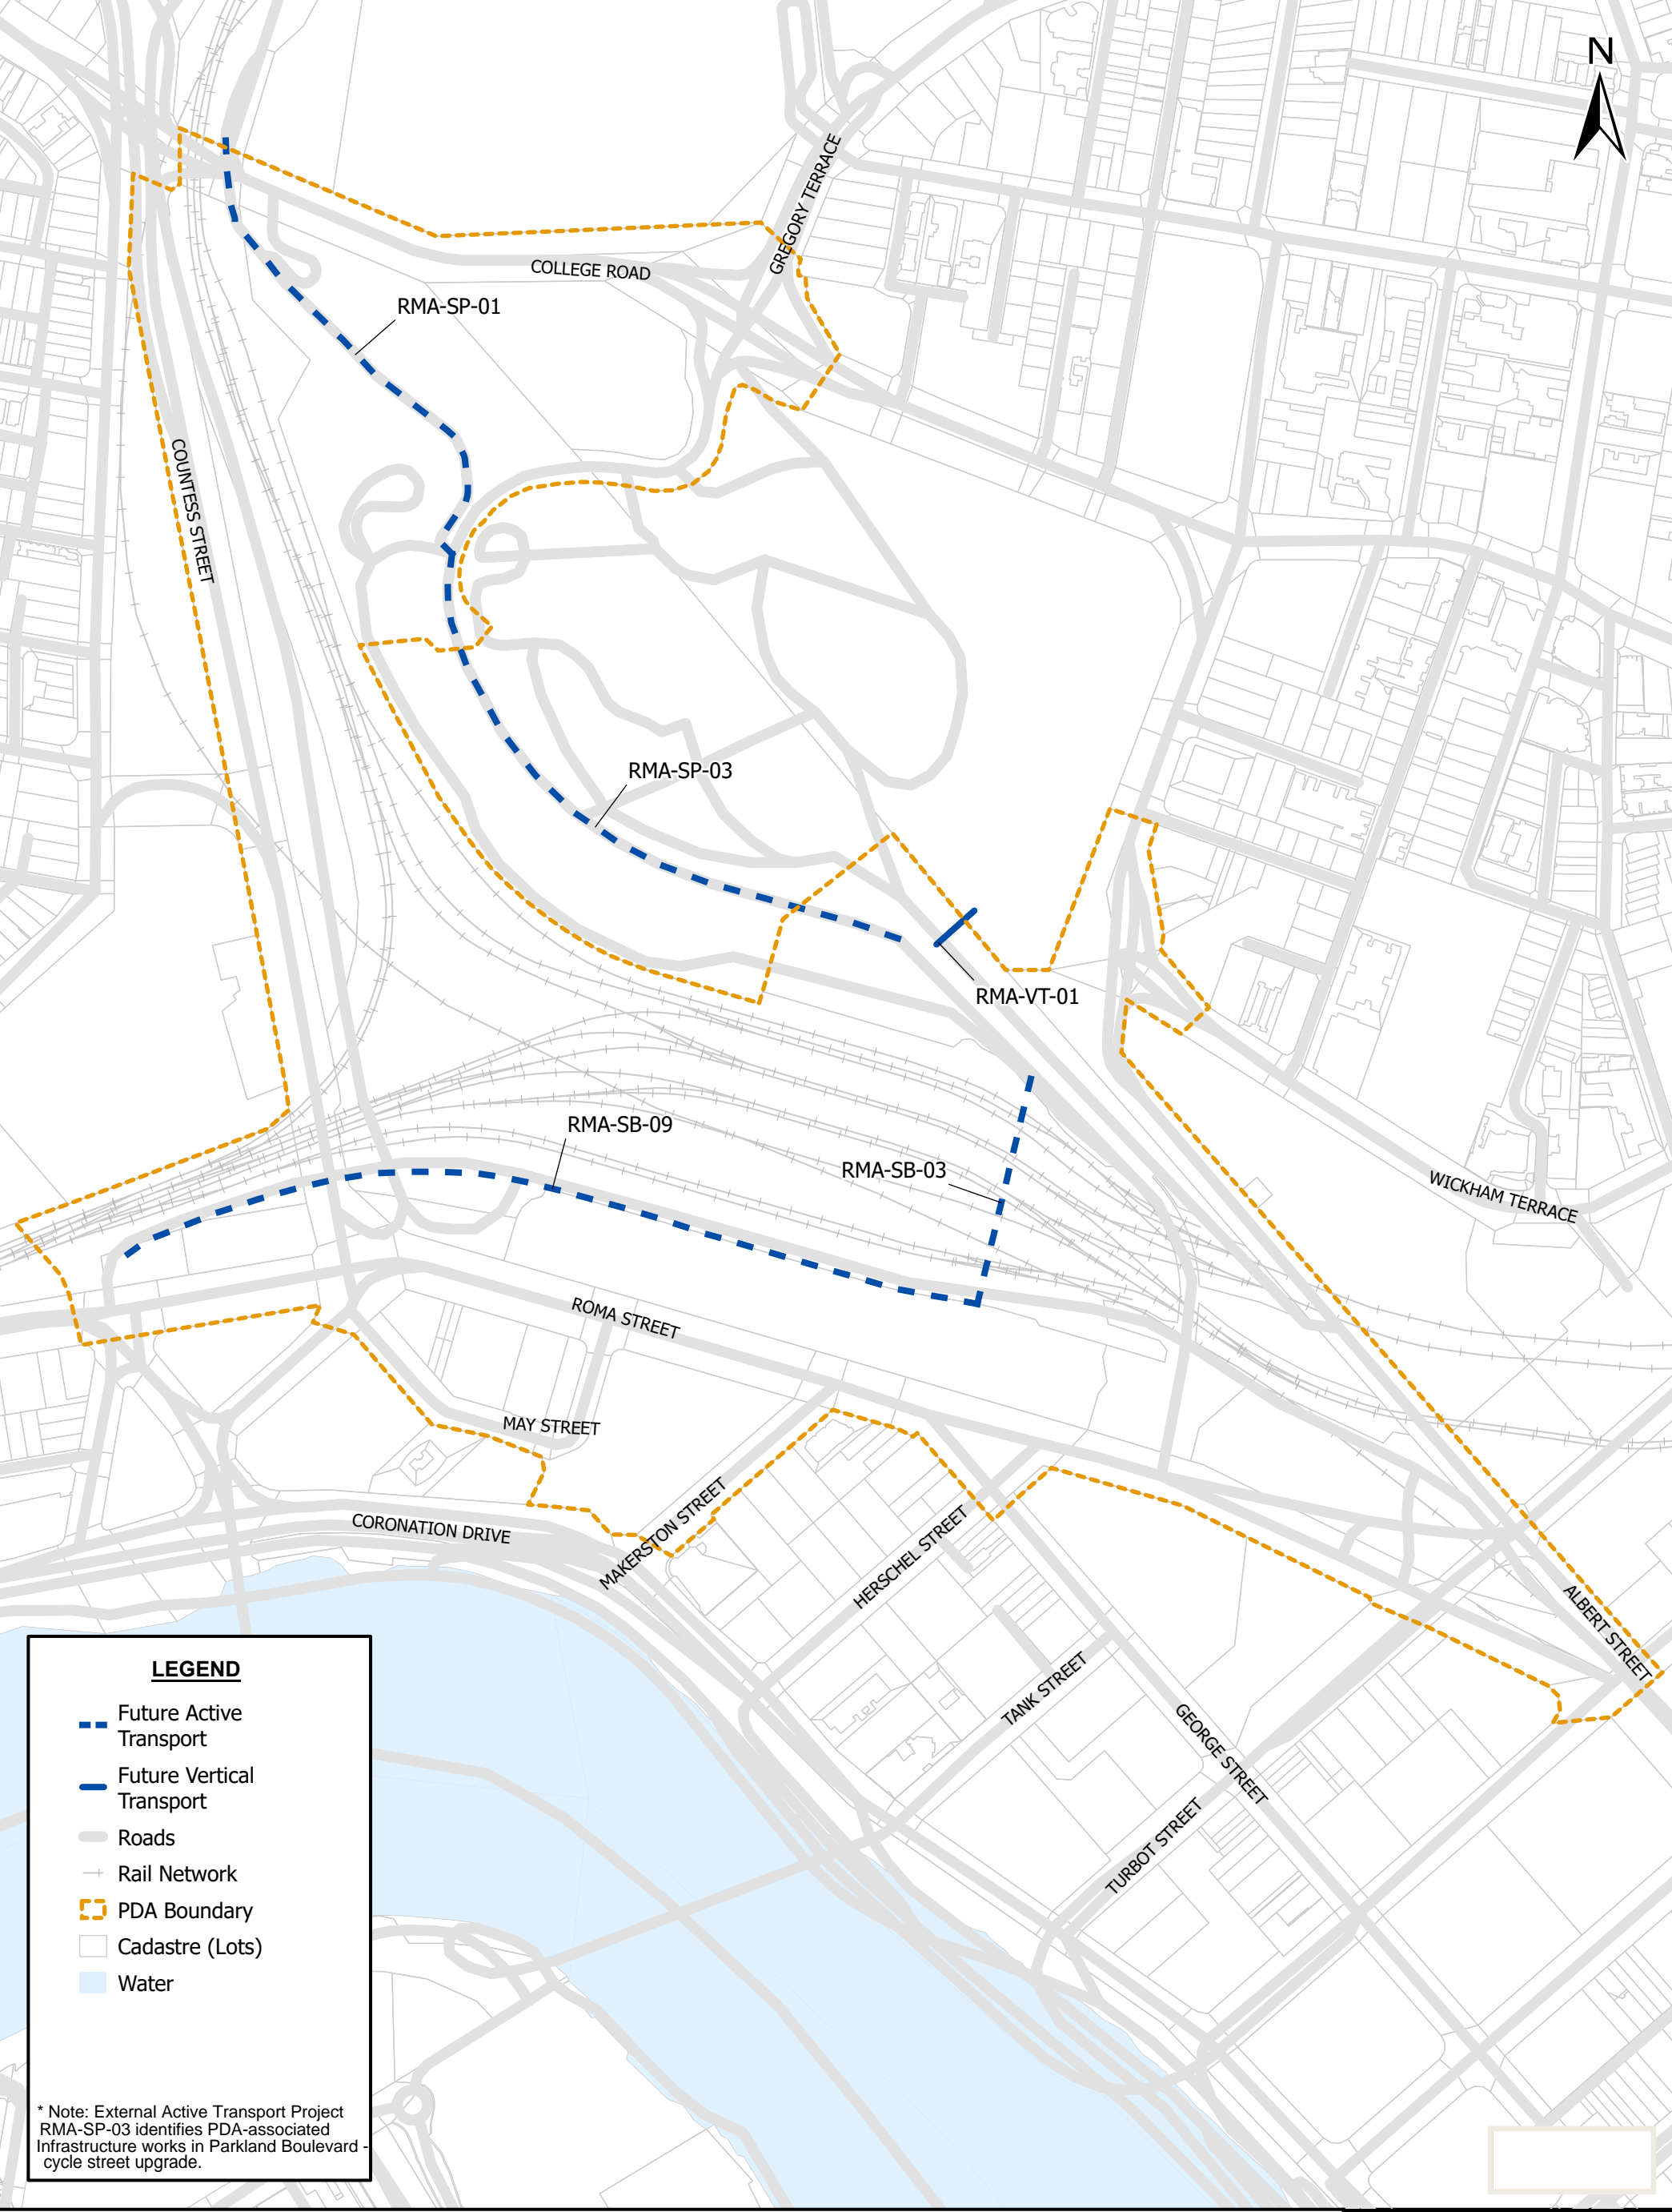 N
GREGORY TERRACE
COLLEGE ROAD
RMA-SP-01
COUNTESS STREET
RMA-SP-03
RMA-VT-01
RMA-SB-09
RMA-SB-03
WICKHAM TERRACE
ROMA STREET
MAY STREET
MAKERSTON STREET
CORONATION DRIVE
HERSCHEL STREET
ALBERT STREET
TANK STREET
GEORGE STREET
TURBOT STREET
LEGEND
Future Active
Transport
Future Vertical
Transport
Roads
Rail Network
PDA Boundary
Cadastre (Lots)
Water
* Note: External Active Transport Project
RMA-SP-03 identifies PDA-associated
Infrastructure works in Parkland Boulevard -
cycle street upgrade.